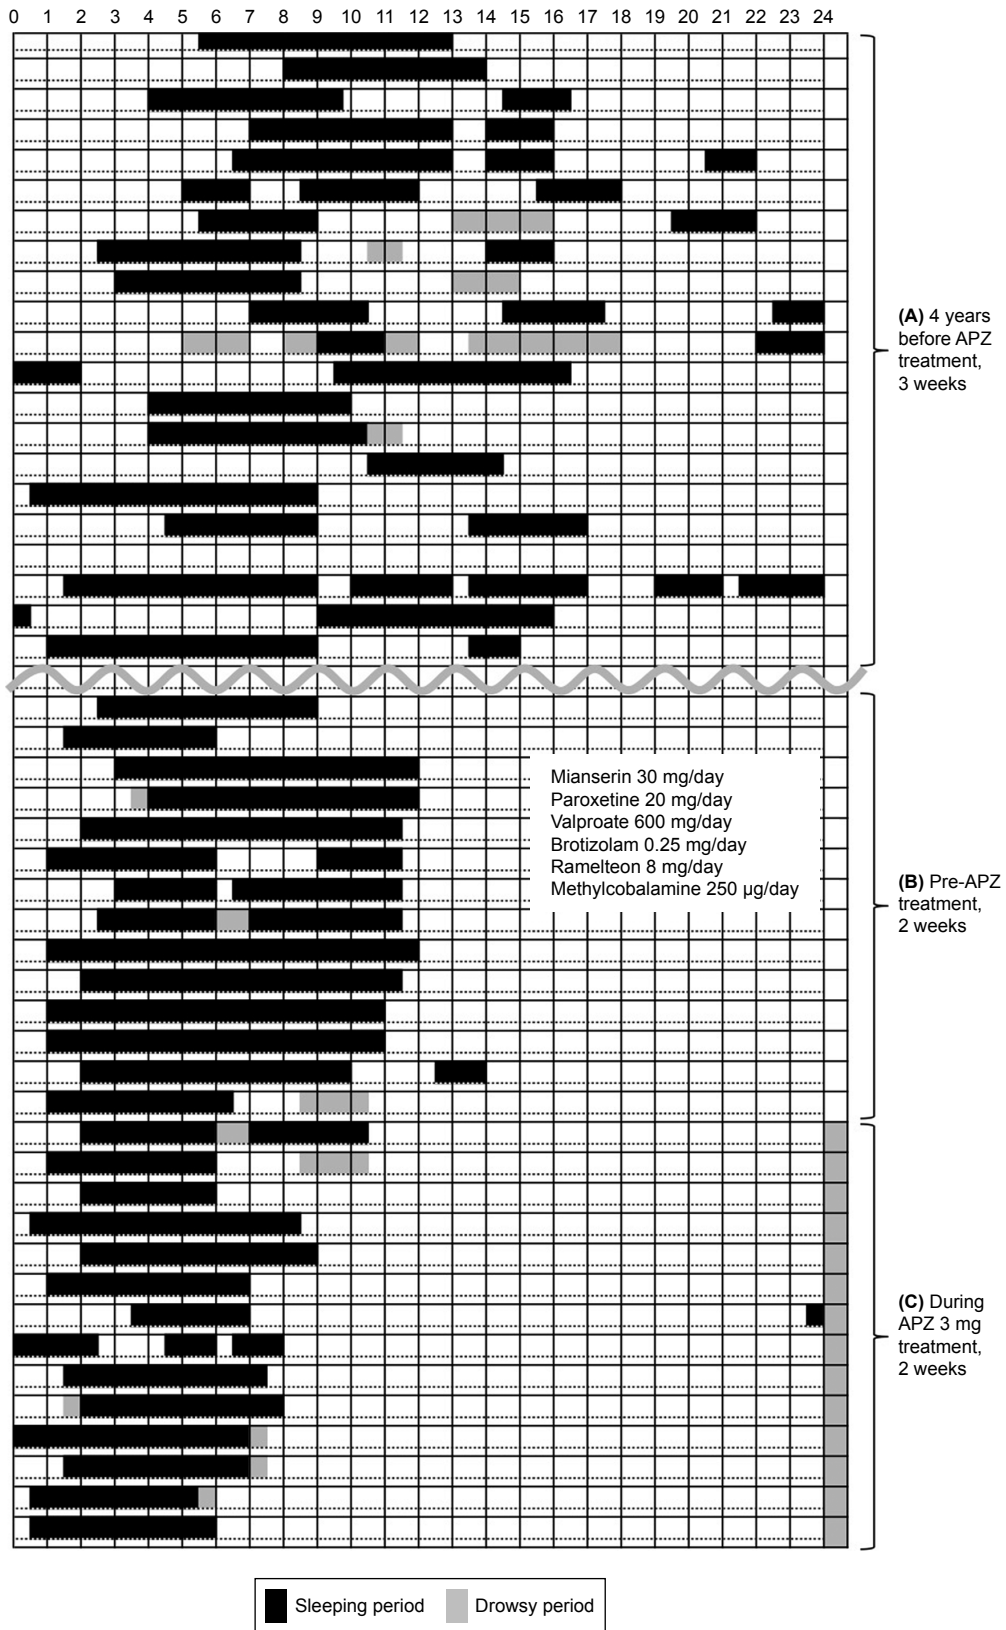 0 1 2 3 4 5 6 7 8 9 10 11 12 13 14 15 16 17 18 19 20 21 22 23 24
(A) 4 years
before APZ
treatment,
3 weeks
Mianserin 30 mg/day
Paroxetine 20 mg/day
Valproate 600 mg/day
Brotizolam 0.25 mg/day
Ramelteon 8 mg/day
Methylcobalamine 250 µg/day
(B) Pre-APZ
treatment,
2 weeks
(C) During
APZ 3 mg
treatment,
2 weeks
Sleeping period Drowsy period